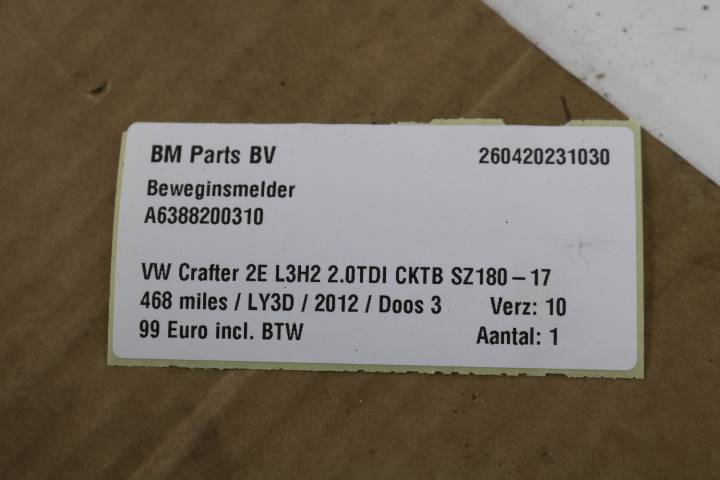 BM Parts BV 260420231030
Beweginsmelder
A6388200310
VW Crafter 2E L3H2 2.0TDI CKTB SZ180-17
468 miles / LY3D / 2012 / Doos 3 Verz: 10
99 Euro incl. BTW Aantal: 1